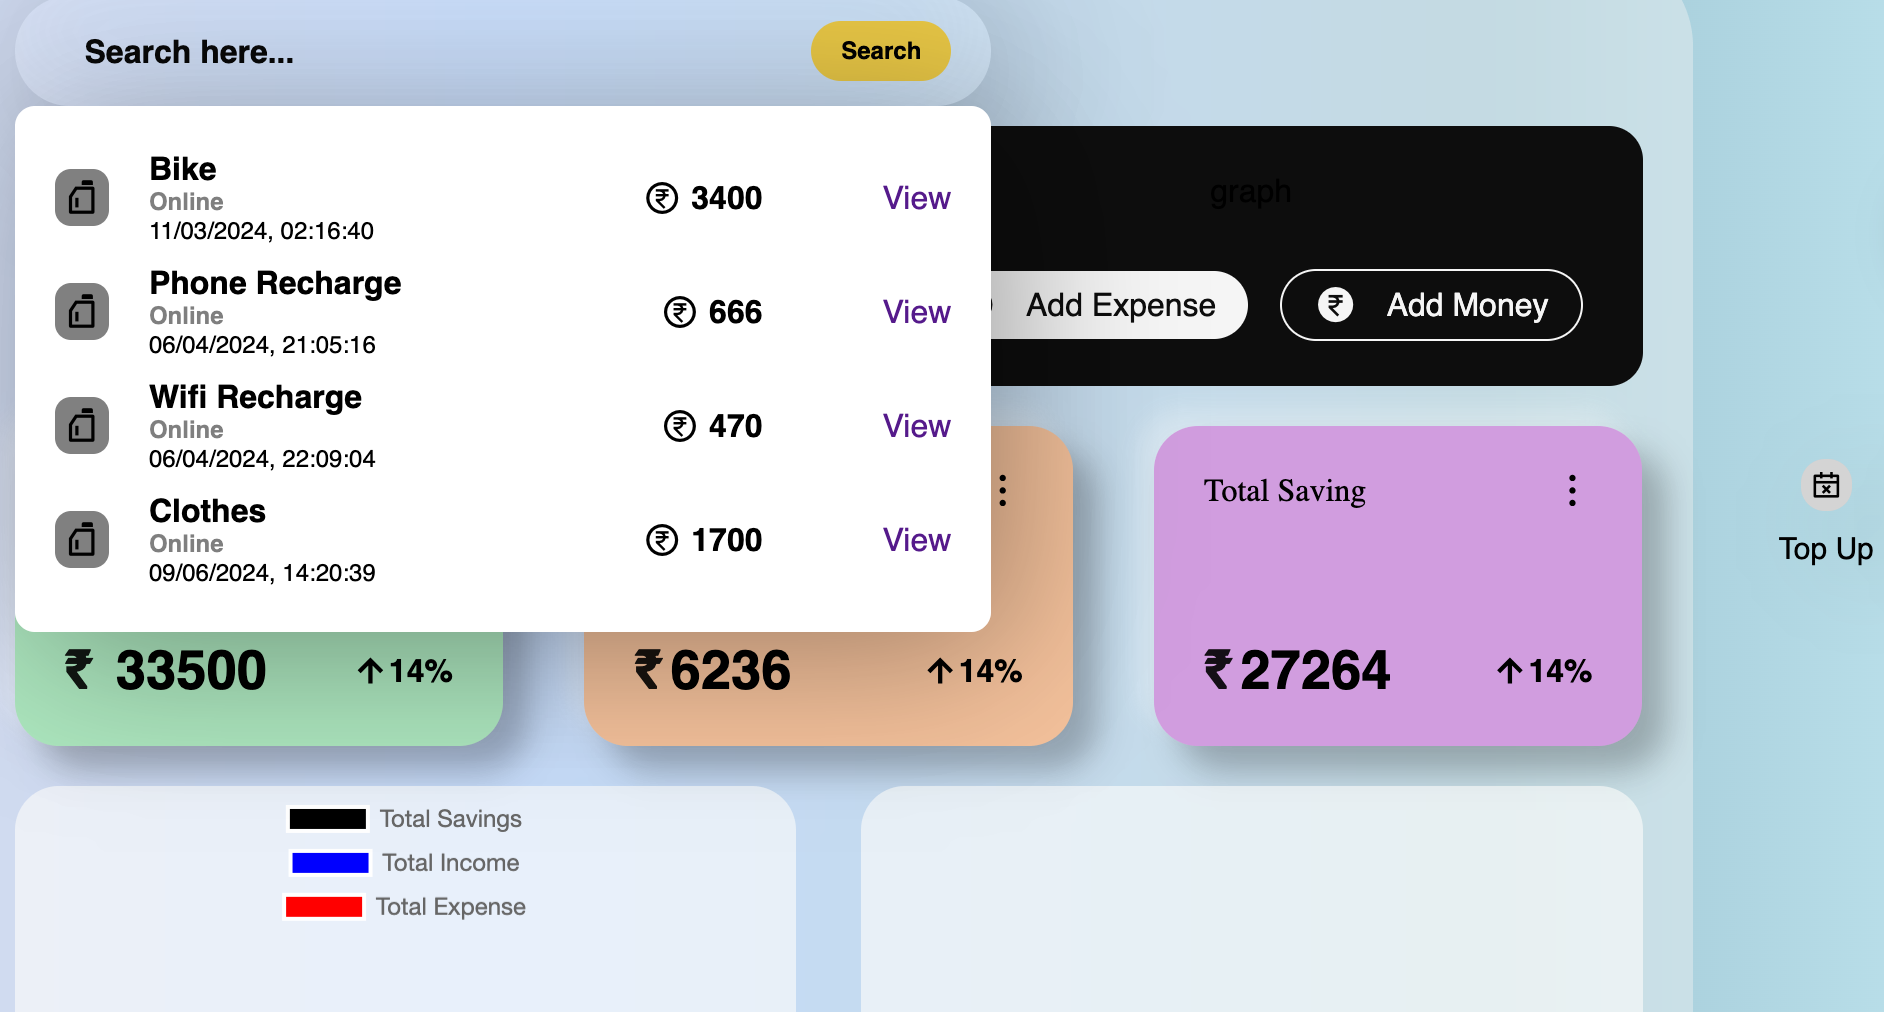 Search here...
Search
Bike
Online
11/03/2024, 02:16:40
₹ 3400
View
Phone Recharge
Online
06/04/2024, 21:05:16
₹ 666
View
Wifi Recharge
Online
06/04/2024, 22:09:04
₹ 470
View
Clothes
Online
09/06/2024, 14:20:39
₹ 1700
View
graph
Add Expense
₹ Add Money
Total Saving
Top Up
₹ 33500
14%
₹ 6236
14%
₹ 27264
14%
Total Savings
Total Income
Total Expense